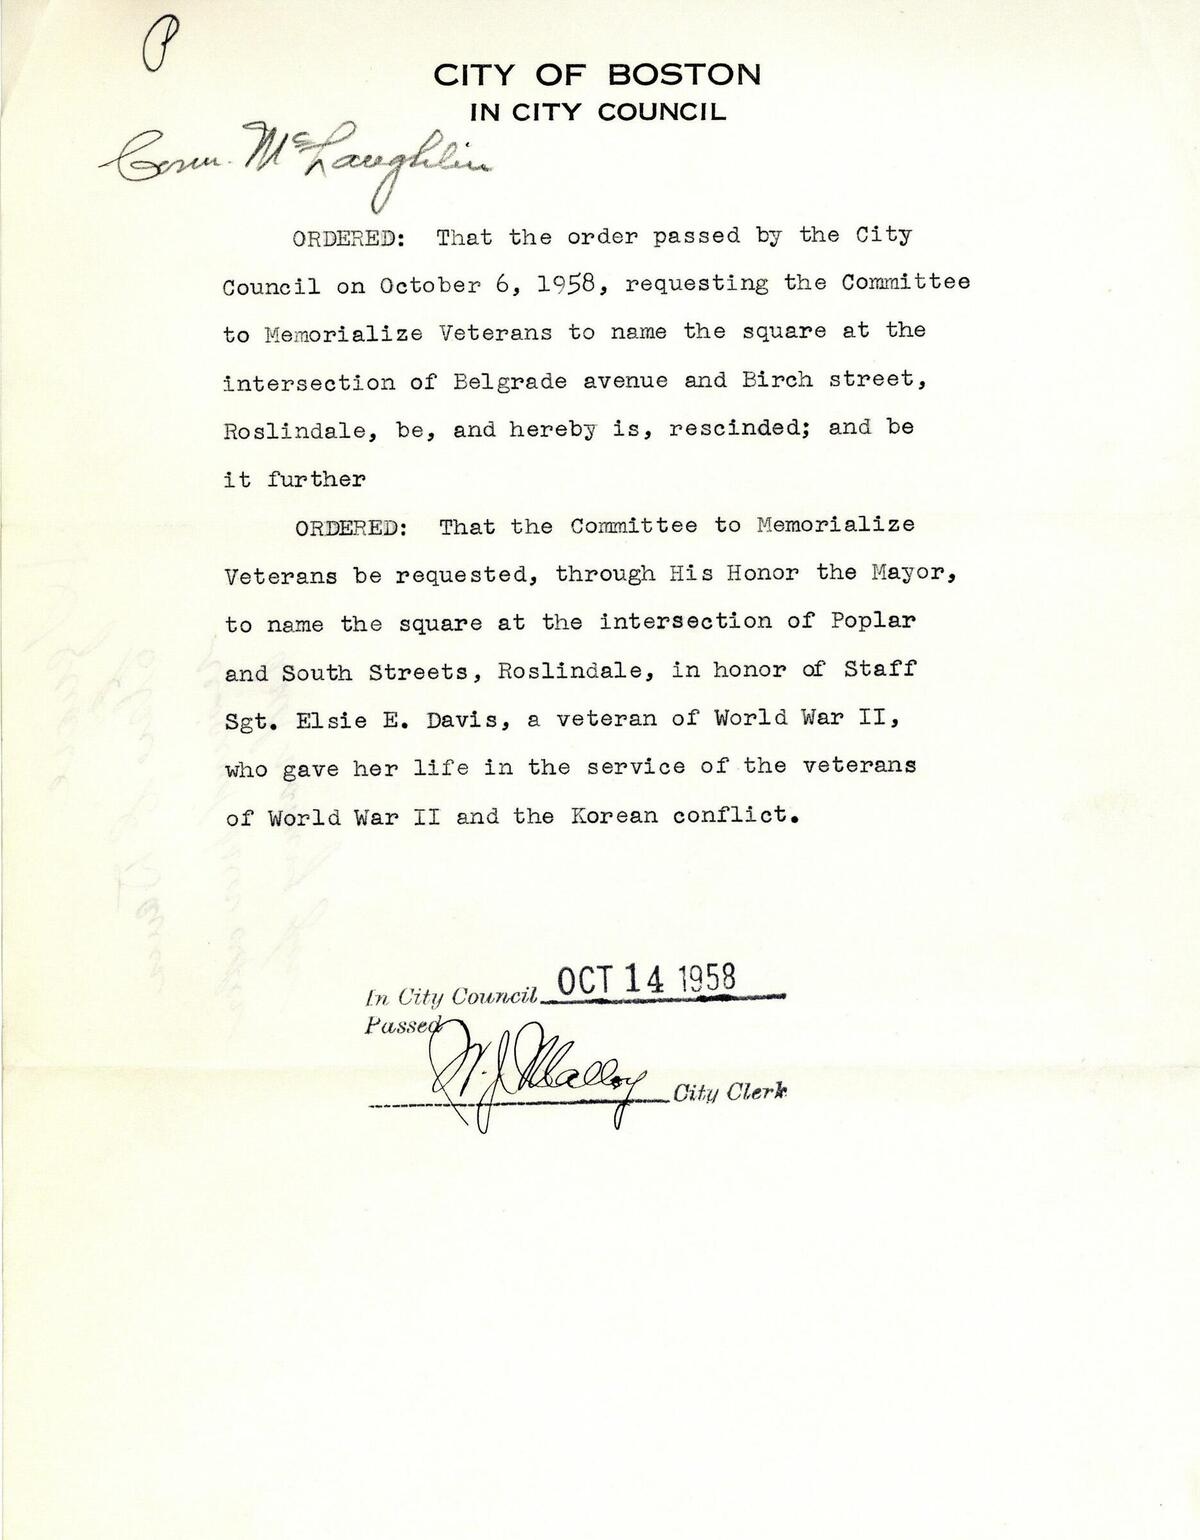 P
CITY OF BOSTON
IN CITY COUNCIL
Coun. McLaughlin
ORDERED: That the order passed by the City
Council on October 6, 1958, requesting the Committee
to Memorialize Veterans to name the square at the
intersection of Belgrade avenue and Birch street,
Roslindale, be, and hereby is, rescinded; and be
it further
ORDERED: That the Committee to Memorialize
Veterans be requested, through His Honor the Mayor,
to name the square at the intersection of Poplar
and South Streets, Roslindale, in honor of Staff
Sgt. Elsie E. Davis, a veteran of World War II,
who gave her life in the service of the veterans
of World War II and the Korean conflict.
In City Council OCT 14 1958
Passed
W. J. Malloy City Clerk